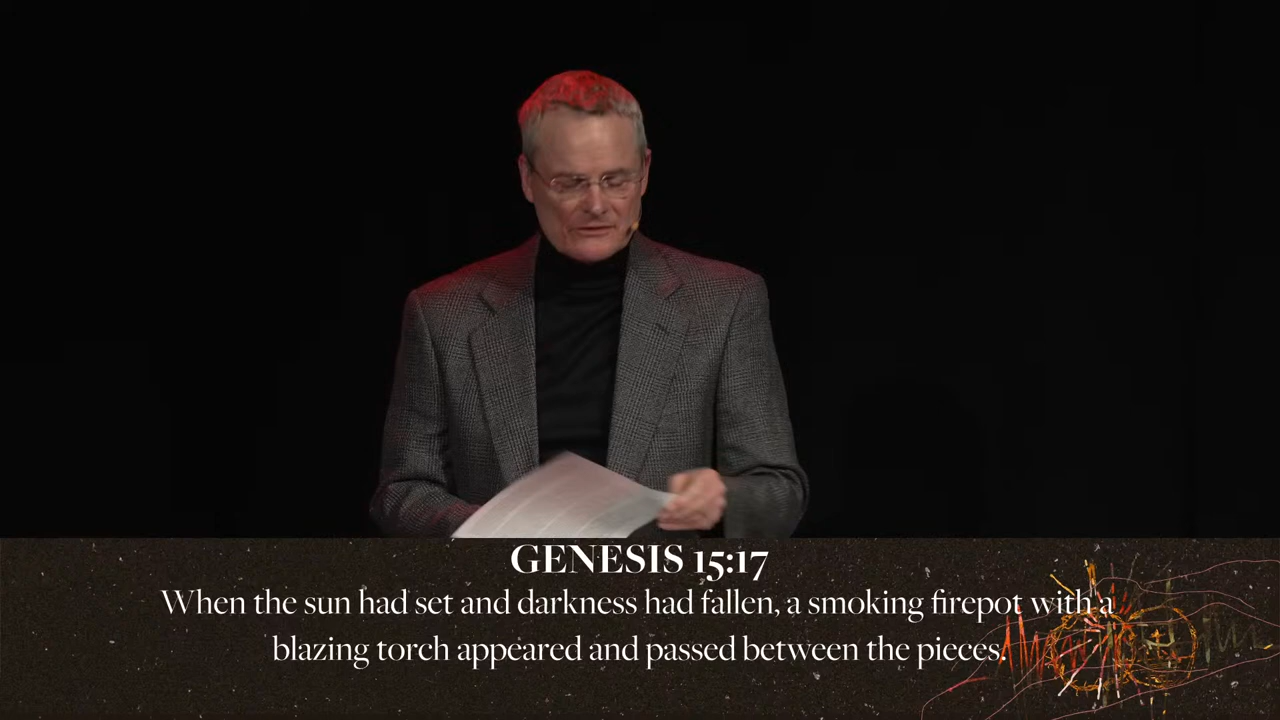 GENESIS 15:17
When the sun had set and darkness had fallen, a smoking firepot with a
blazing torch appeared and passed between the pieces.